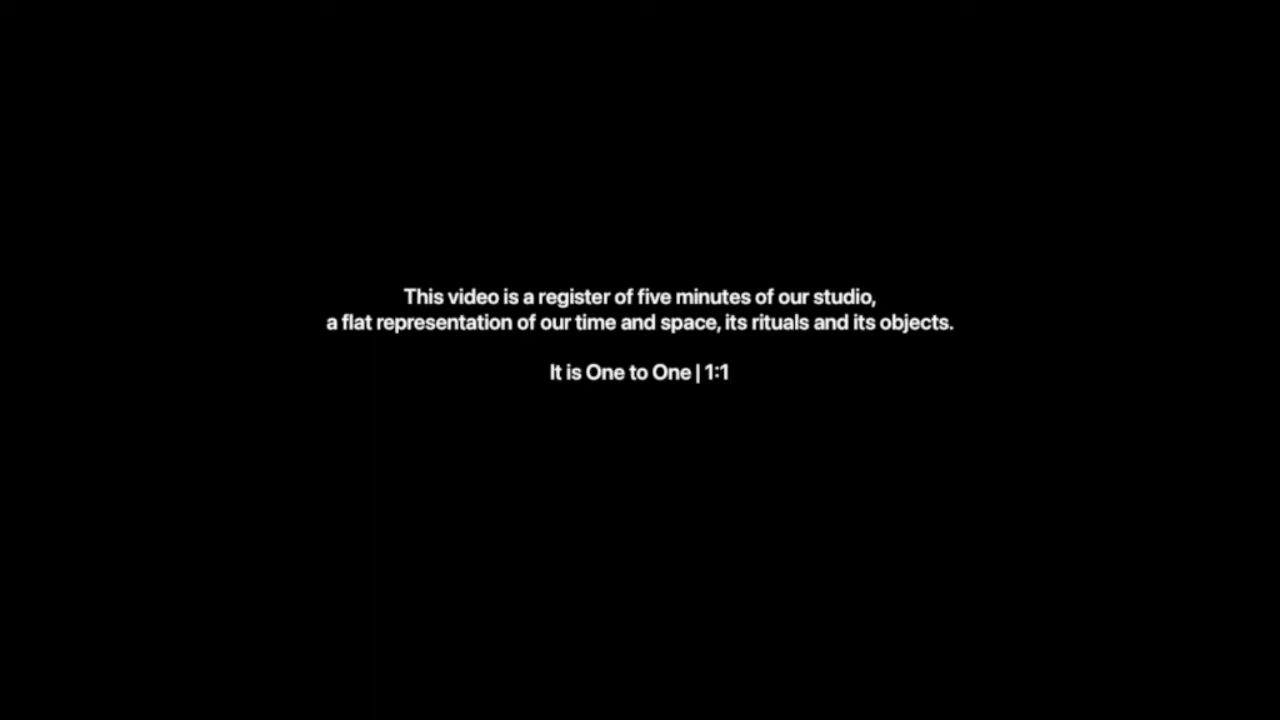 This video is a register of five minutes of our studio,
a flat representation of our time and space, its rituals and its objects.
It is One to One | 1:1